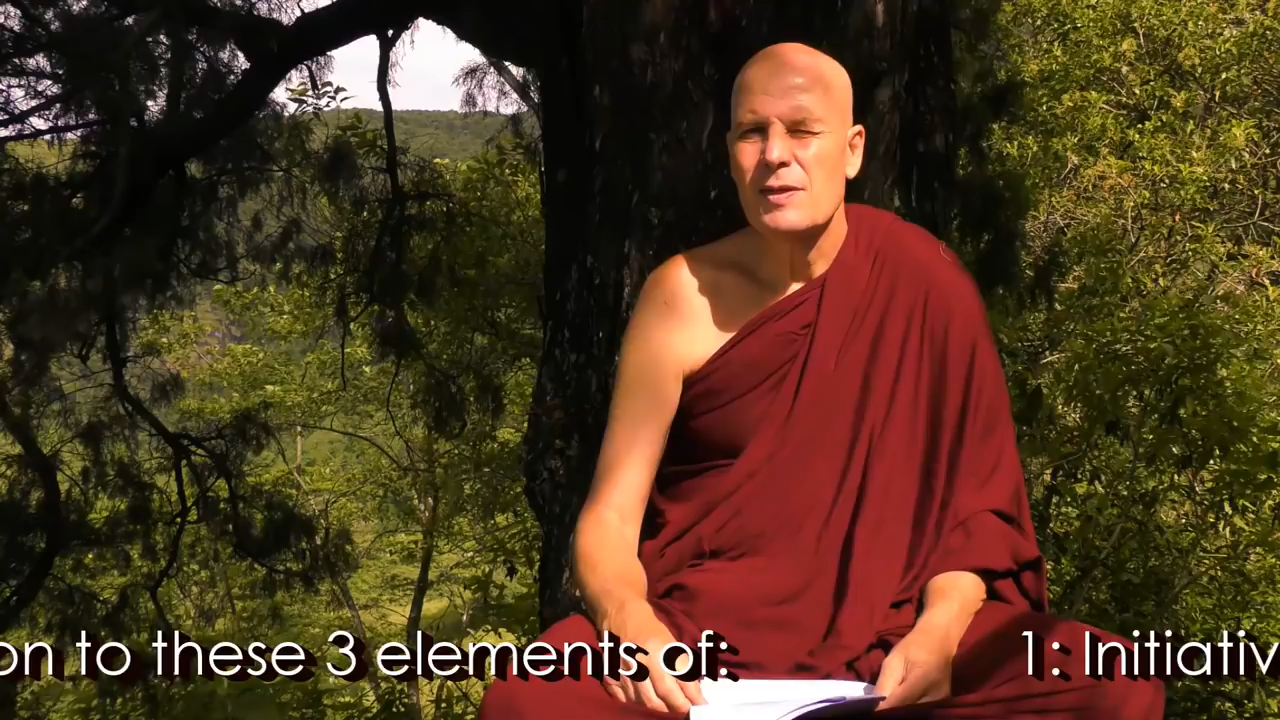 on to these 3 elements of: 1: Initiativ